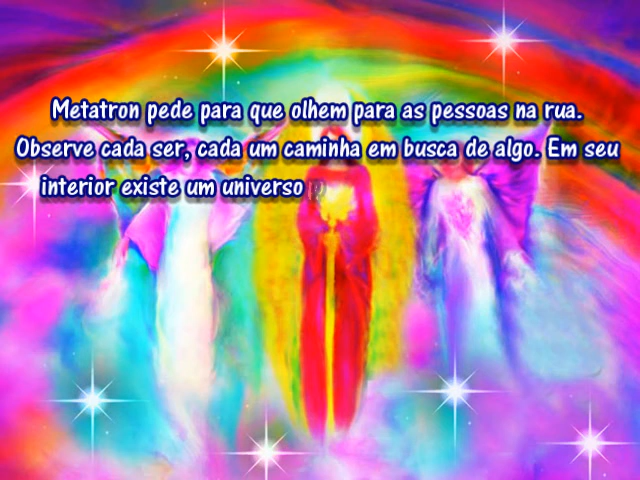 Metatron pede para que olhem para as pessoas na rua.
Observe cada ser, cada um caminha em busca de algo. Em seu
interior existe um universo